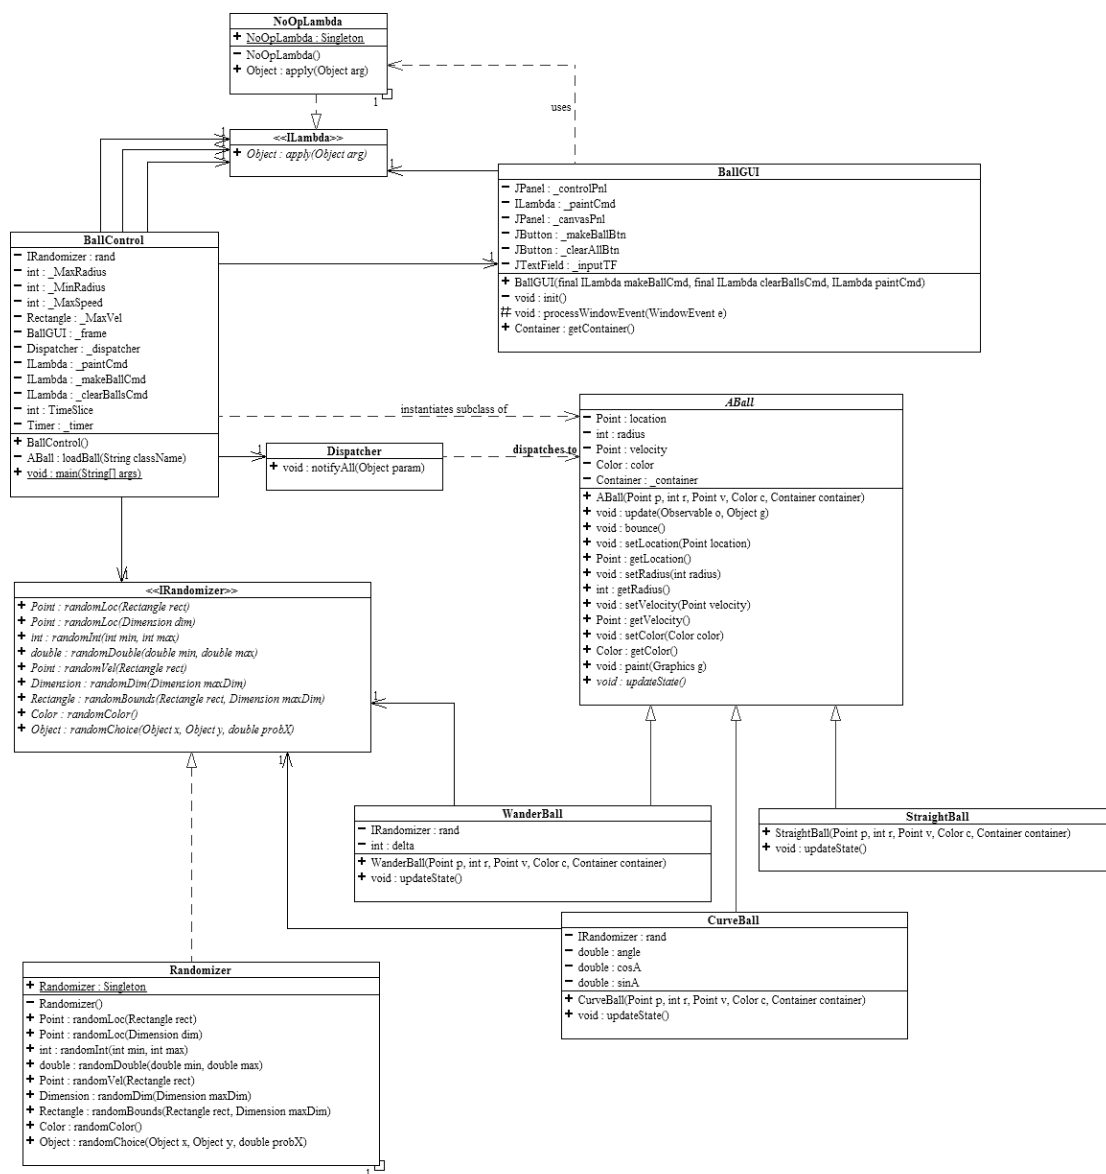 NoOpLambda
+ NoOpLambda : Singleton
- NoOpLambda()
+ Object : apply(Object arg)
1
uses
<<ILambda>>
+ Object : apply(Object arg)
1
1
1
1
BallGUI
- JPanel : _controlPnl
- ILambda : _paintCmd
- JPanel : _canvasPnl
- JButton : _makeBallBtn
- JButton : _clearAllBtn
- JTextField : _inputTF
+ BallGUI(final ILambda makeBallCmd, final ILambda clearBallsCmd, ILambda paintCmd)
- void : init()
# void : processWindowEvent(WindowEvent e)
+ Container : getContainer()
1
BallControl
- IRandomizer : rand
- int : _MaxRadius
- int : _MinRadius
- int : _MaxSpeed
- Rectangle : _MaxVel
- BallGUI : _frame
- Dispatcher : _dispatcher
- ILambda : _paintCmd
- ILambda : _makeBallCmd
- ILambda : _clearBallsCmd
- int : TimeSlice
- Timer : _timer
+ BallControl()
- ABall : loadBall(String className)
+ void : main(String[] args)
instantiates subclass of
1
Dispatcher
+ void : notifyAll(Object param)
dispatches to
ABall
- Point : location
- int : radius
- Point : velocity
- Color : color
- Container : _container
+ ABall(Point p, int r, Point v, Color c, Container container)
+ void : update(Observable o, Object g)
+ void : bounce()
+ void : setLocation(Point location)
+ Point : getLocation()
+ void : setRadius(int radius)
+ int : getRadius()
+ void : setVelocity(Point velocity)
+ Point : getVelocity()
+ void : setColor(Color color)
+ Color : getColor()
+ void : paint(Graphics g)
+ void : updateState()
1
<<IRandomizer>>
+ Point : randomLoc(Rectangle rect)
+ Point : randomLoc(Dimension dim)
+ int : randomInt(int min, int max)
+ double : randomDouble(double min, double max)
+ Point : randomVel(Rectangle rect)
+ Dimension : randomDim(Dimension maxDim)
+ Rectangle : randomBounds(Rectangle rect, Dimension maxDim)
+ Color : randomColor()
+ Object : randomChoice(Object x, Object y, double probX)
1
1
WanderBall
- IRandomizer : rand
- int : delta
+ WanderBall(Point p, int r, Point v, Color c, Container container)
+ void : updateState()
StraightBall
+ StraightBall(Point p, int r, Point v, Color c, Container container)
+ void : updateState()
CurveBall
- IRandomizer : rand
- double : angle
- double : cosA
- double : sinA
+ CurveBall(Point p, int r, Point v, Color c, Container container)
+ void : updateState()
Randomizer
+ Randomizer : Singleton
- Randomizer()
+ Point : randomLoc(Rectangle rect)
+ Point : randomLoc(Dimension dim)
+ int : randomInt(int min, int max)
+ double : randomDouble(double min, double max)
+ Point : randomVel(Rectangle rect)
+ Dimension : randomDim(Dimension maxDim)
+ Rectangle : randomBounds(Rectangle rect, Dimension maxDim)
+ Color : randomColor()
+ Object : randomChoice(Object x, Object y, double probX)
1